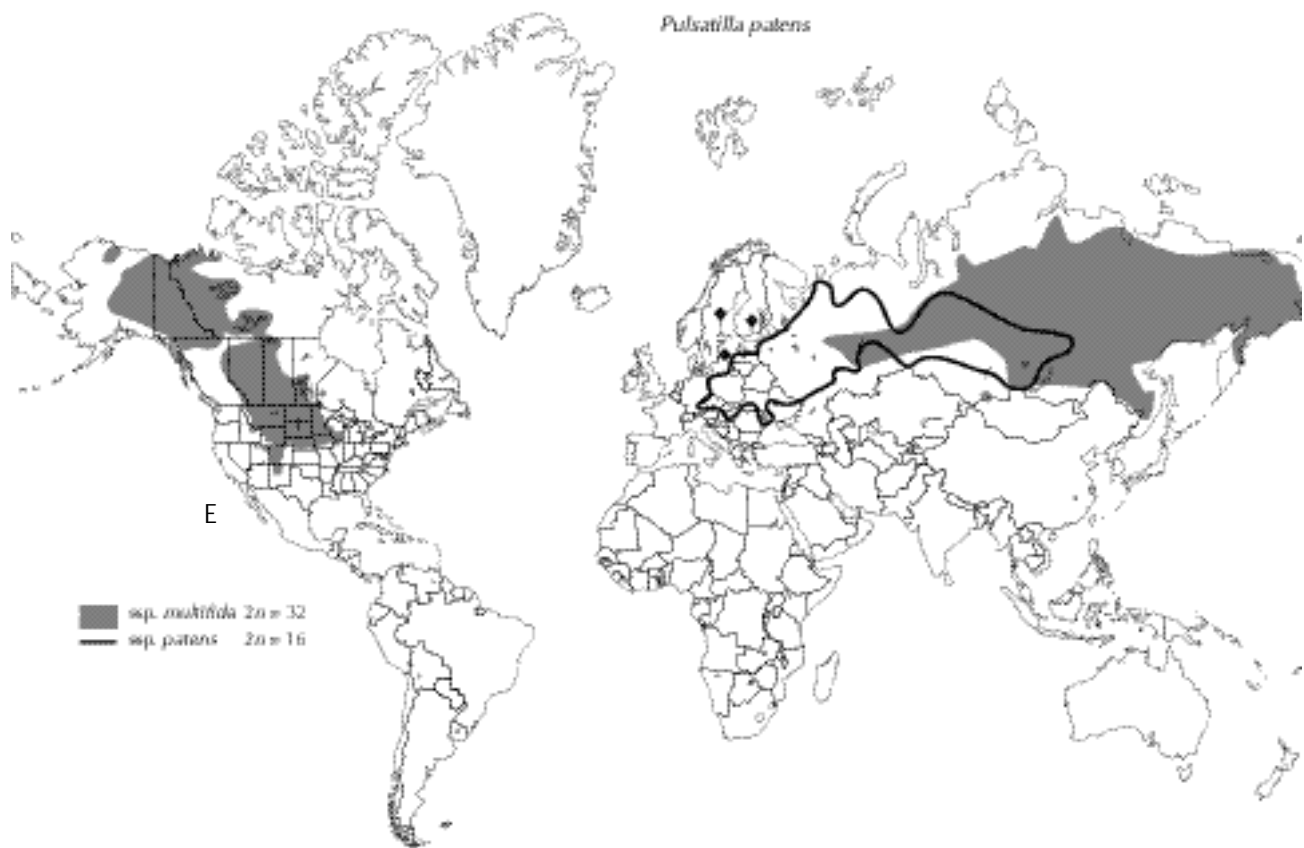 Pulsatilla patens
E
ssp. multifida 2n = 32
ssp. patens 2n = 16